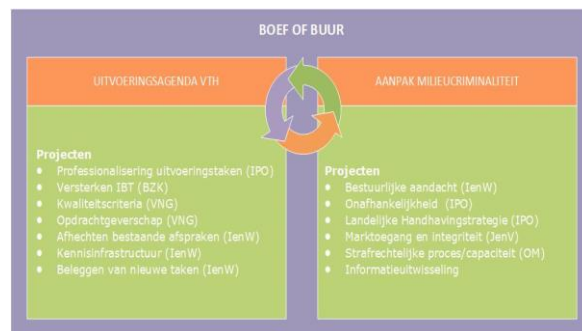 BOEF OF BUUR
UITVOERINGSAGENDA VTH
Projecten
• Professionalisering uitvoeringstaken (IPO)
• Versterken IBT (BZK)
• Kwaliteitscriteria (VNG)
• Opdrachtgeverschap (VNG)
• Afhechten bestaande afspraken (IenW)
• Kennisinfrastructuur (IenW)
• Beleggen van nieuwe taken (IenW)
AANPAK MILIEUCRIMINALITEIT
Projecten
• Bestuurlijke aandacht (IenW)
• Onafhankelijkheid (IPO)
• Landelijke Handhavingstrategie (IPO)
• Marktoegang en integriteit (JenV)
• Strafrechtelijke proces/capaciteit (OM)
• Informatieuitwisseling